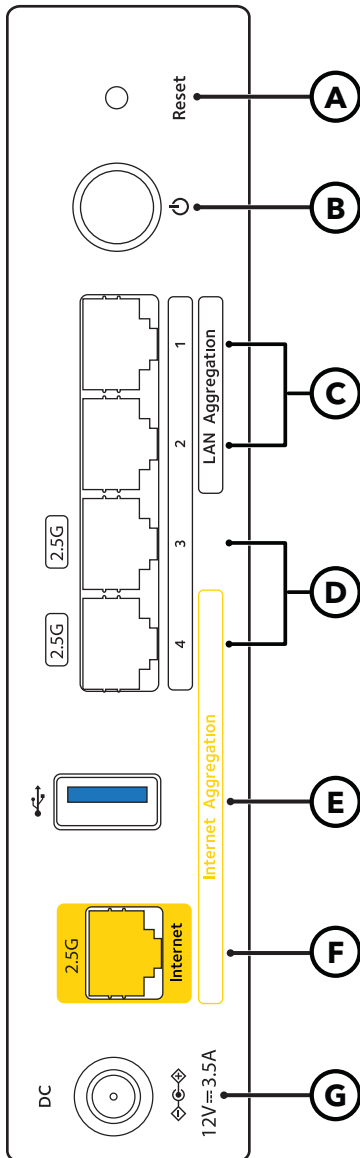 Reset
A
B
1
2
3
4
LAN Aggregation
C
2.5G
2.5G
D
Internet Aggregation
E
2.5G
Internet
F
DC
12V⎓3.5A
G